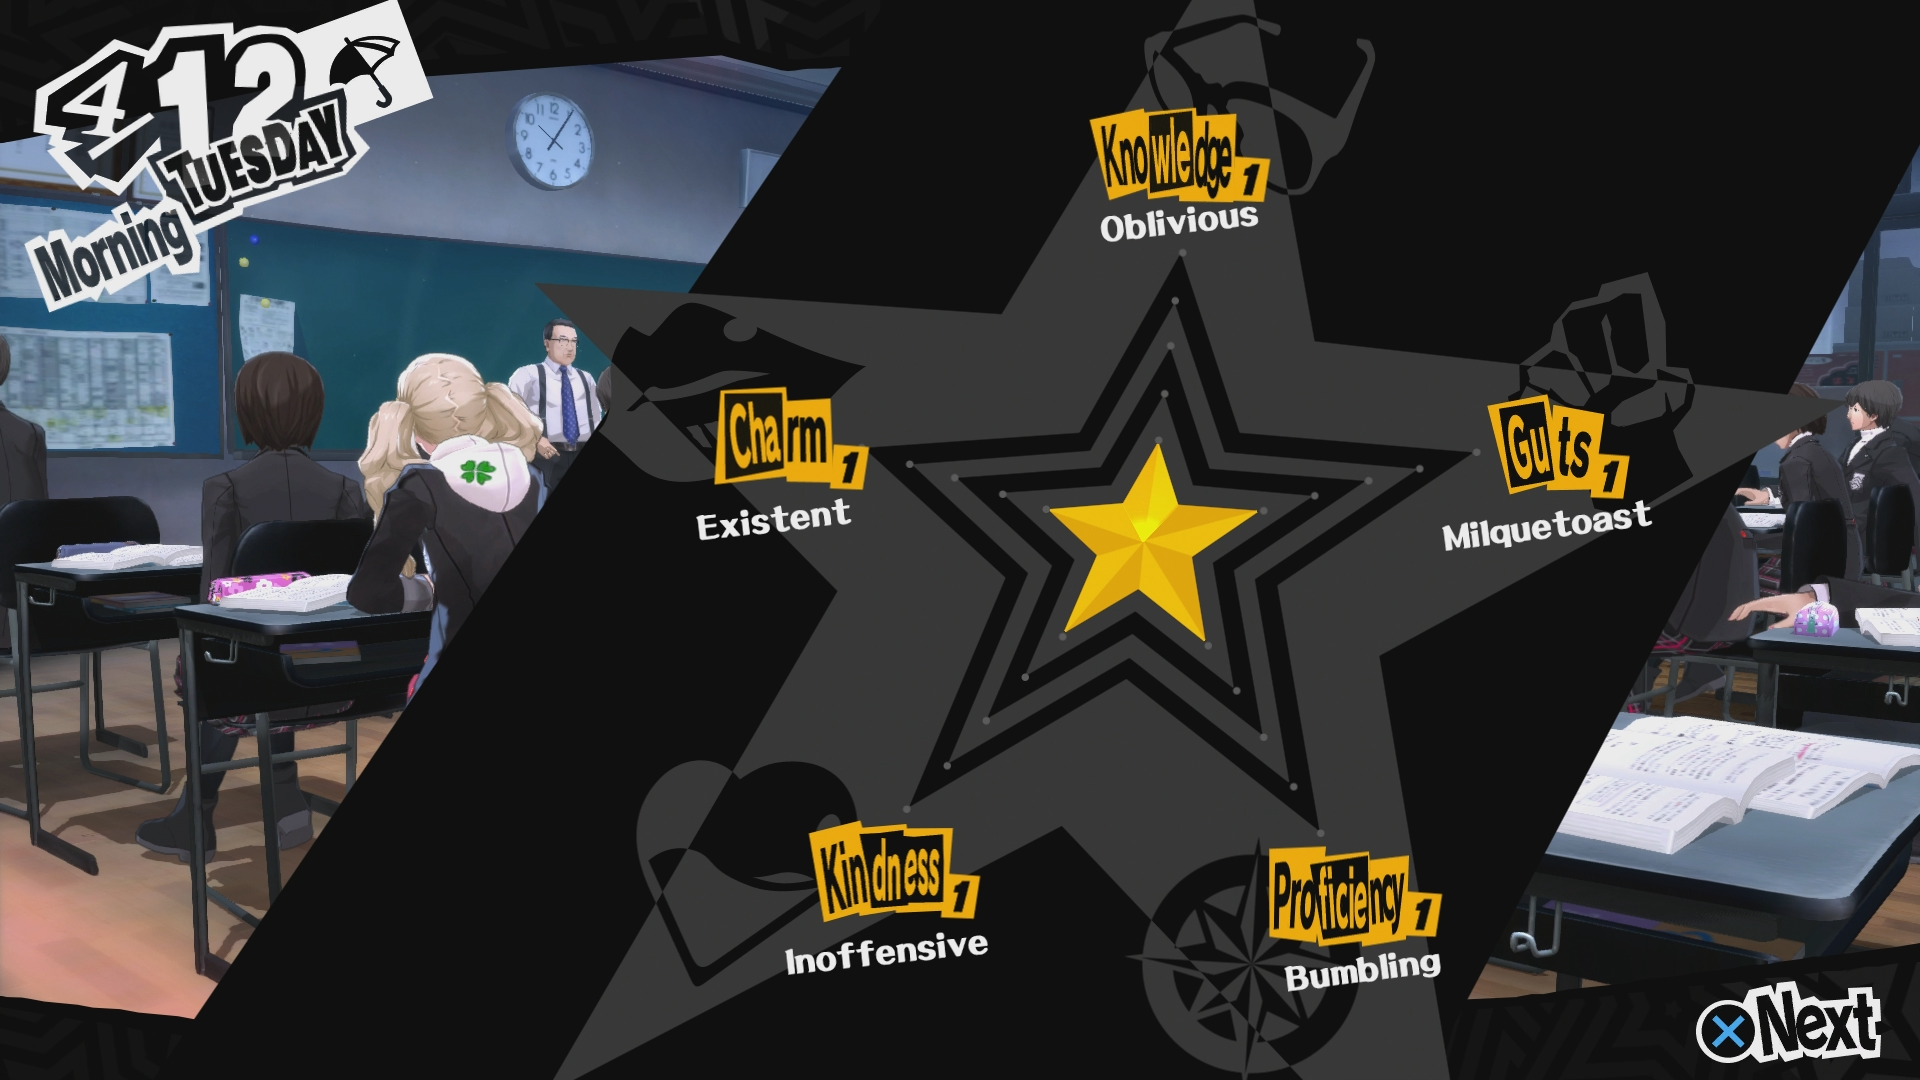 4/12
TUESDAY
Morning
Knowledge 1
Oblivious
Charm 1
Existent
Guts 1
Milquetoast
Kindness 1
Inoffensive
Proficiency 1
Bumbling
Next